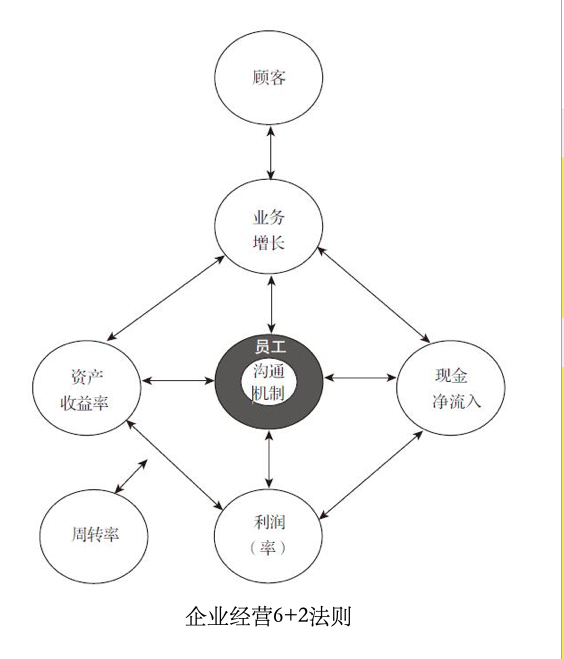 顾客
业务
增长
员工
沟通
机制
资产
收益率
现金
净流入
周转率
利润
（率）
企业经营6+2法则